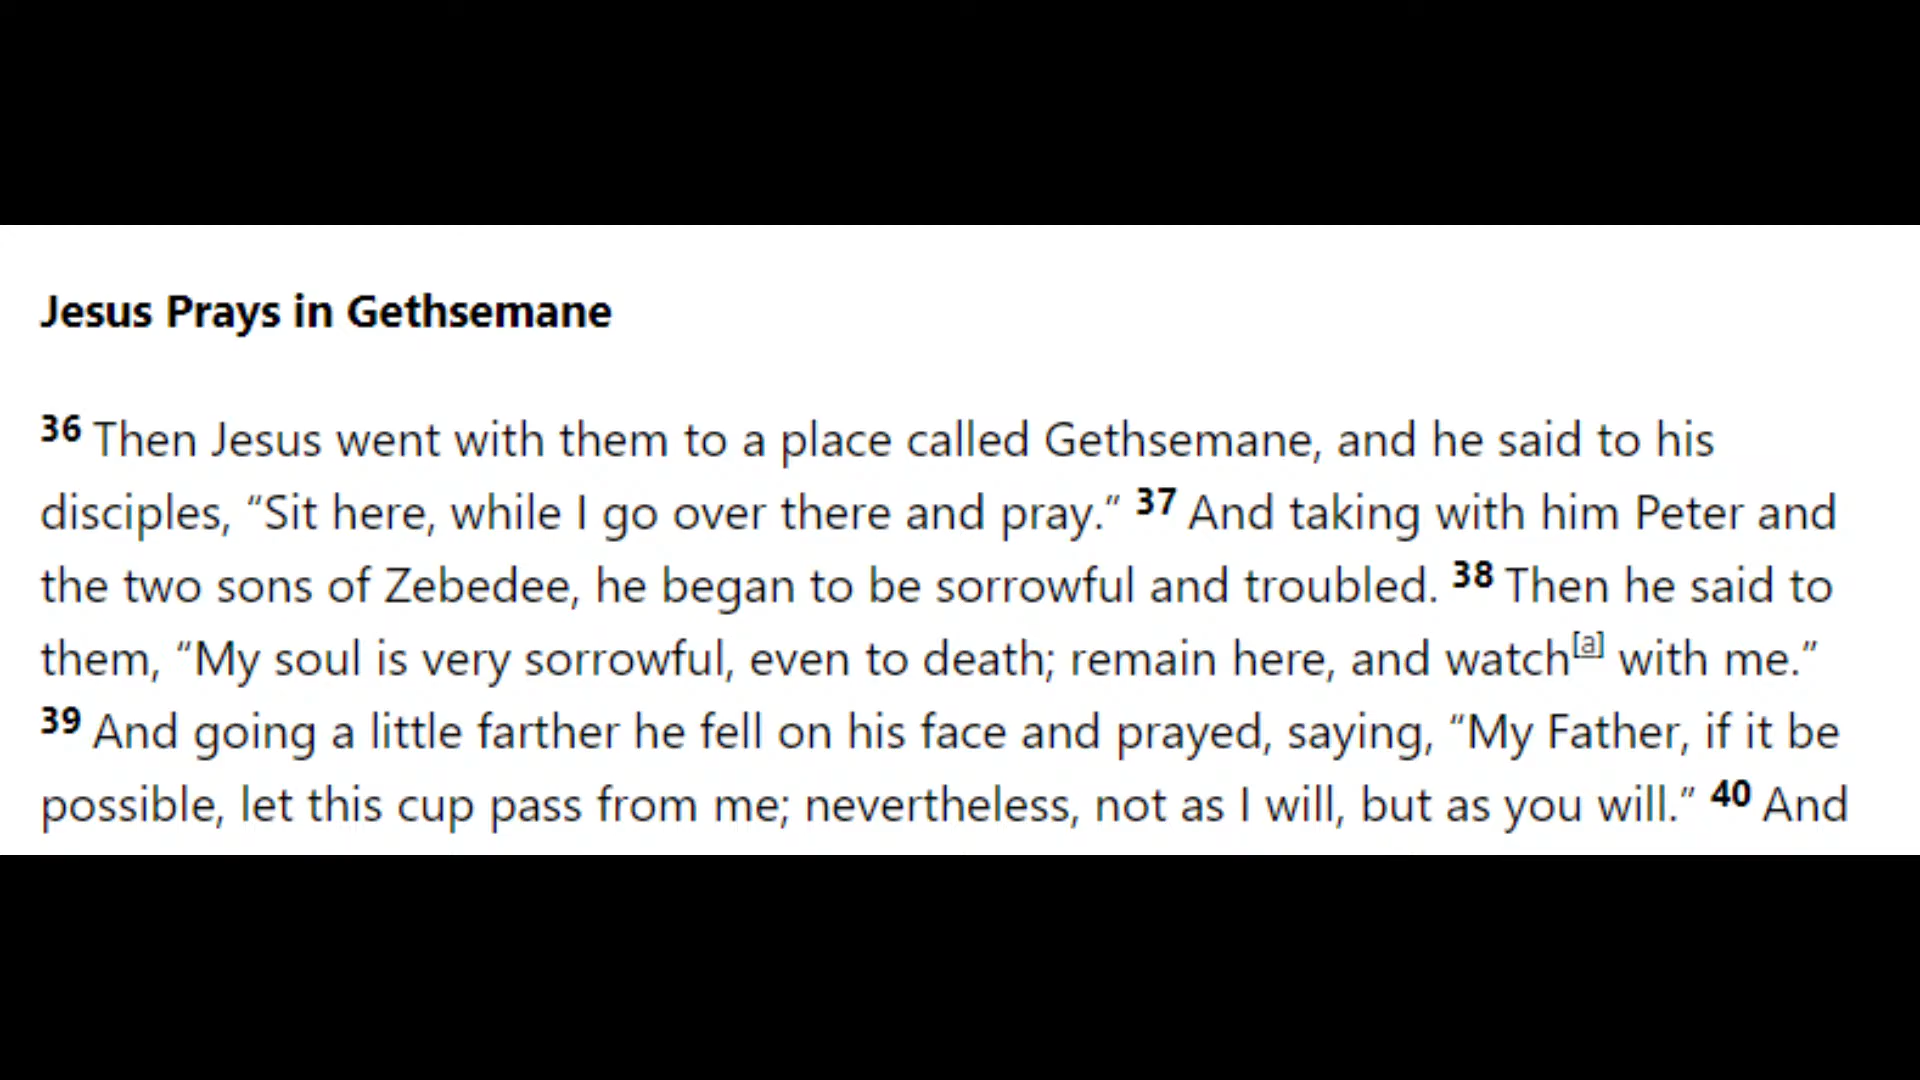 Jesus Prays in Gethsemane
36 Then Jesus went with them to a place called Gethsemane, and he said to his
disciples, “Sit here, while I go over there and pray.” 37 And taking with him Peter and
the two sons of Zebedee, he began to be sorrowful and troubled. 38 Then he said to
them, “My soul is very sorrowful, even to death; remain here, and watch[a] with me.”
39 And going a little farther he fell on his face and prayed, saying, “My Father, if it be
possible, let this cup pass from me; nevertheless, not as I will, but as you will.” 40 And